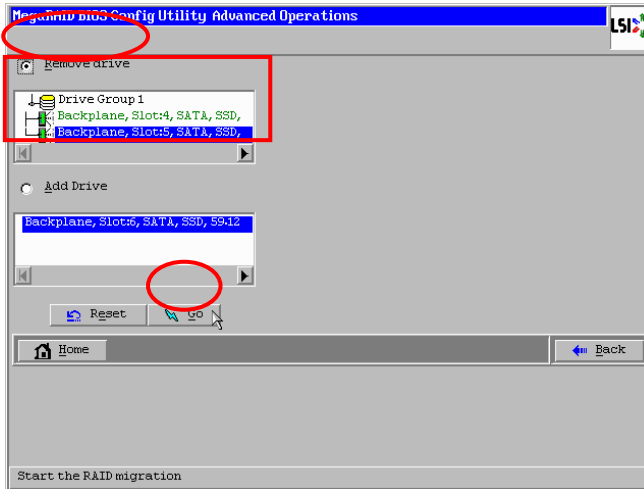 MegaRAID BIOS Config Utility Advanced Operations
LSI
Remove drive
Drive Group 1
Backplane, Slot:4, SATA, SSD,
Backplane, Slot:5, SATA, SSD,
Add Drive
Backplane, Slot:6, SATA, SSD, 59.12
Reset
Go
Home
Back
Start the RAID migration